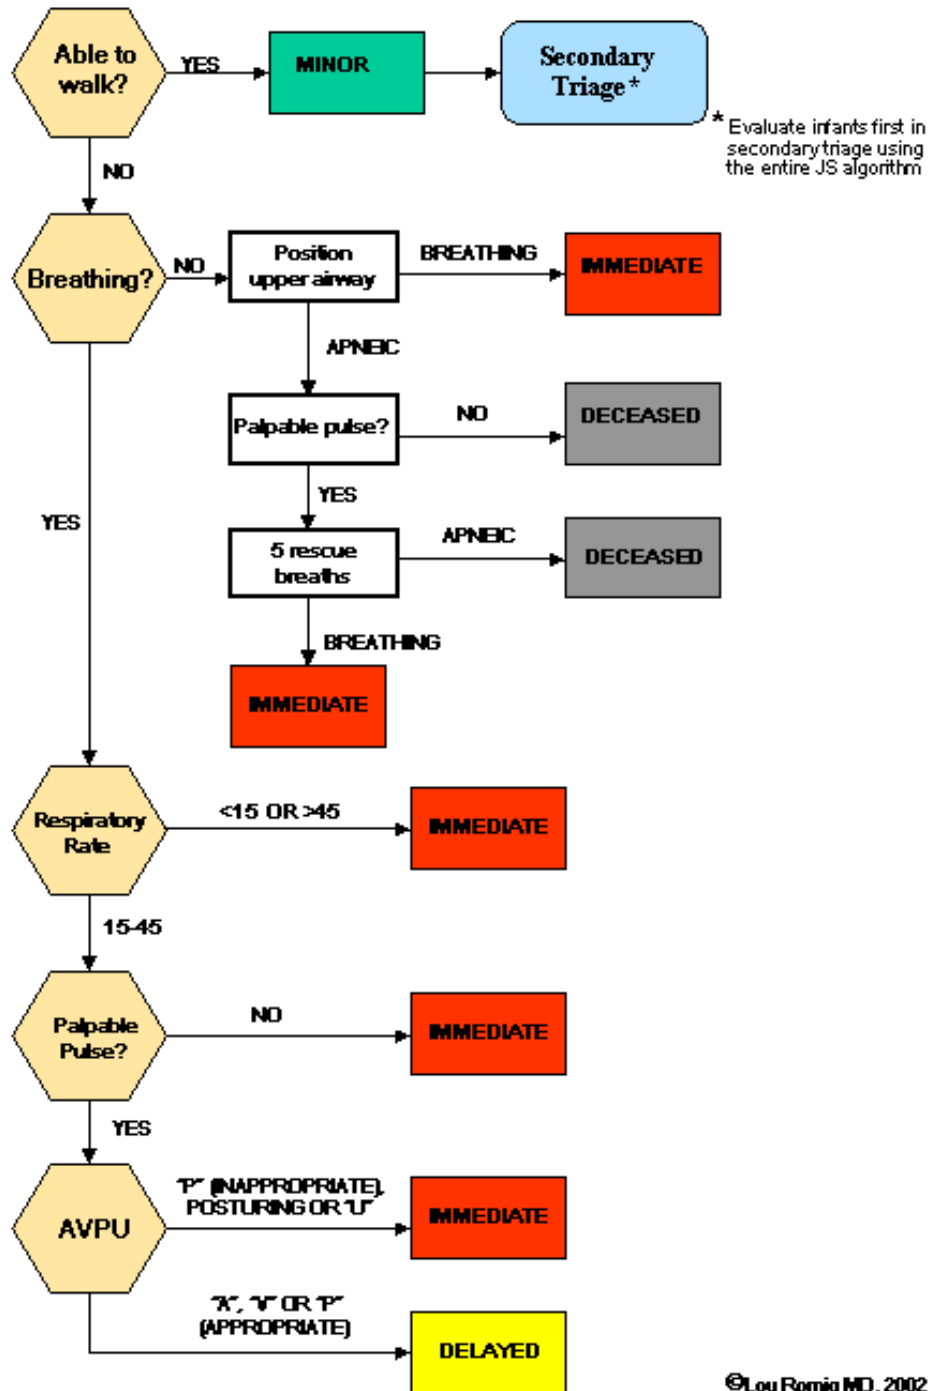 Able to
walk?
YES
MINOR
Secondary
Triage*
* Evaluate infants first in
secondary triage using
the entire JS algorithm
NO
Breathing?
NO
Position
upper airway
BREATHING
IMMEDIATE
APNEIC
Palpable pulse?
NO
DECEASED
YES
YES
5 rescue
breaths
APNEIC
DECEASED
BREATHING
IMMEDIATE
Respiratory
Rate
<15 OR >45
IMMEDIATE
15-45
Palpable
Pulse?
NO
IMMEDIATE
YES
AVPU
"P" (INAPPROPRIATE),
POSTURING OR "U"
IMMEDIATE
"A", "V" OR "P"
(APPROPRIATE)
DELAYED
©Lou Romig MD, 2002